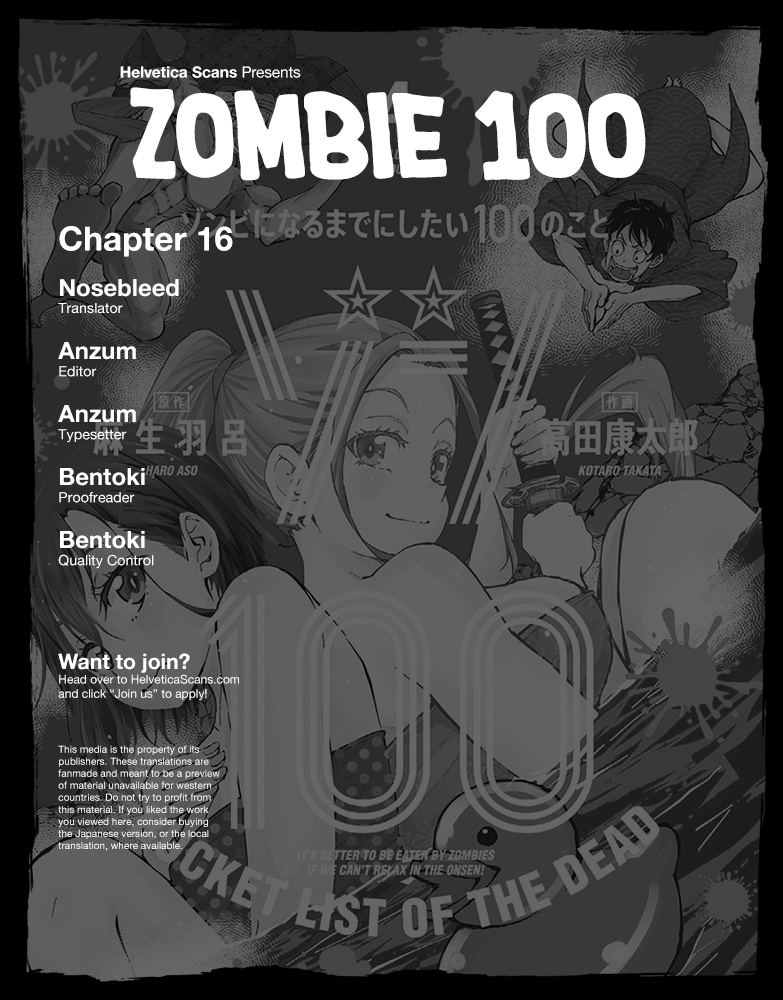 Helvetica Scans Presents
ZOMBIE 100
ゾンビになるまでにしたい100のこと
Chapter 16
Nosebleed
Translator
Anzum
Editor
Anzum
Typesetter
Bentoki
Proofreader
Bentoki
Quality Control
ゾン
原作
麻生羽呂
HARO ASO
作画
高田康太郎
KOTARO TAKATA
100
Want to join?
Head over to HelveticaScans.com
and click “Join us” to apply!
This media is the property of its
publishers. These translations are
fanmade and meant to be a preview
of material unavailable for western
countries. Do not try to profit from
this material. If you liked the work
you viewed here, consider buying
the Japanese version, or the local
translation, where available.
IT'S BETTER TO BE EATEN BY ZOMBIES
IF WE CAN'T RELAX IN THE ONSEN!
BUCKET LIST OF THE DEAD